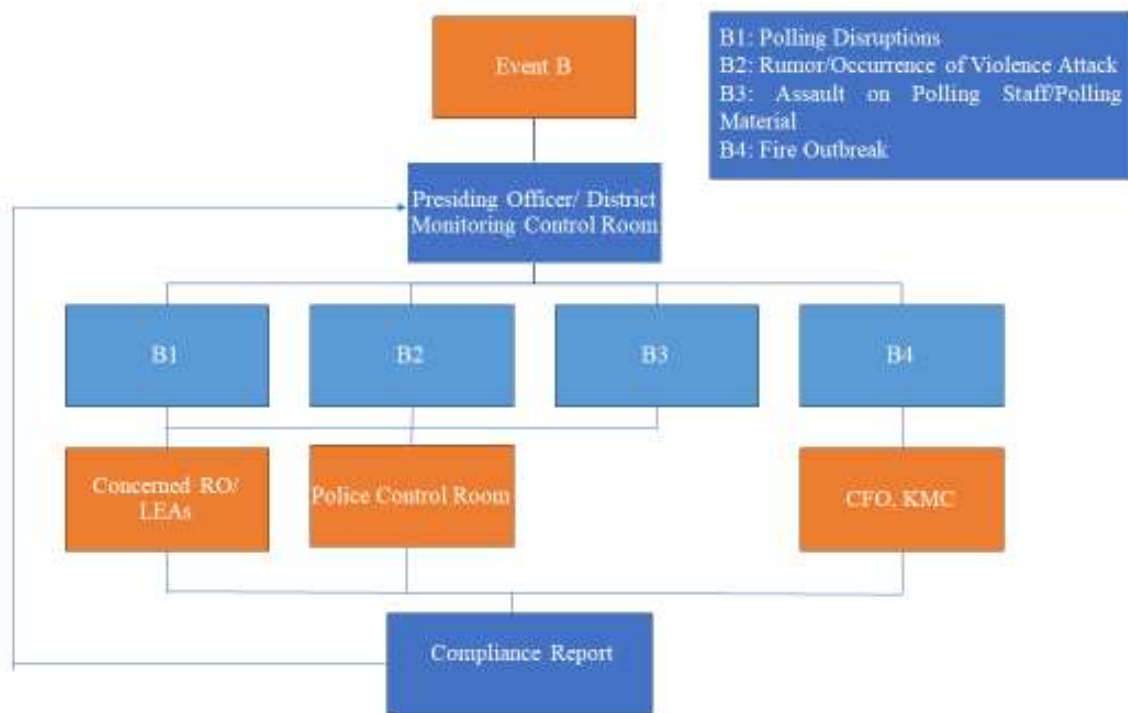 Event B
B1: Polling Disruptions
B2: Rumor/Occurrence of Violence Attack
B3: Assault on Polling Staff/Polling
Material
B4: Fire Outbreak
Presiding Officer/ District
Monitoring Control Room
B1
B2
B3
B4
Concerned RO/
LEAs
Police Control Room
CFO, KMC
Compliance Report